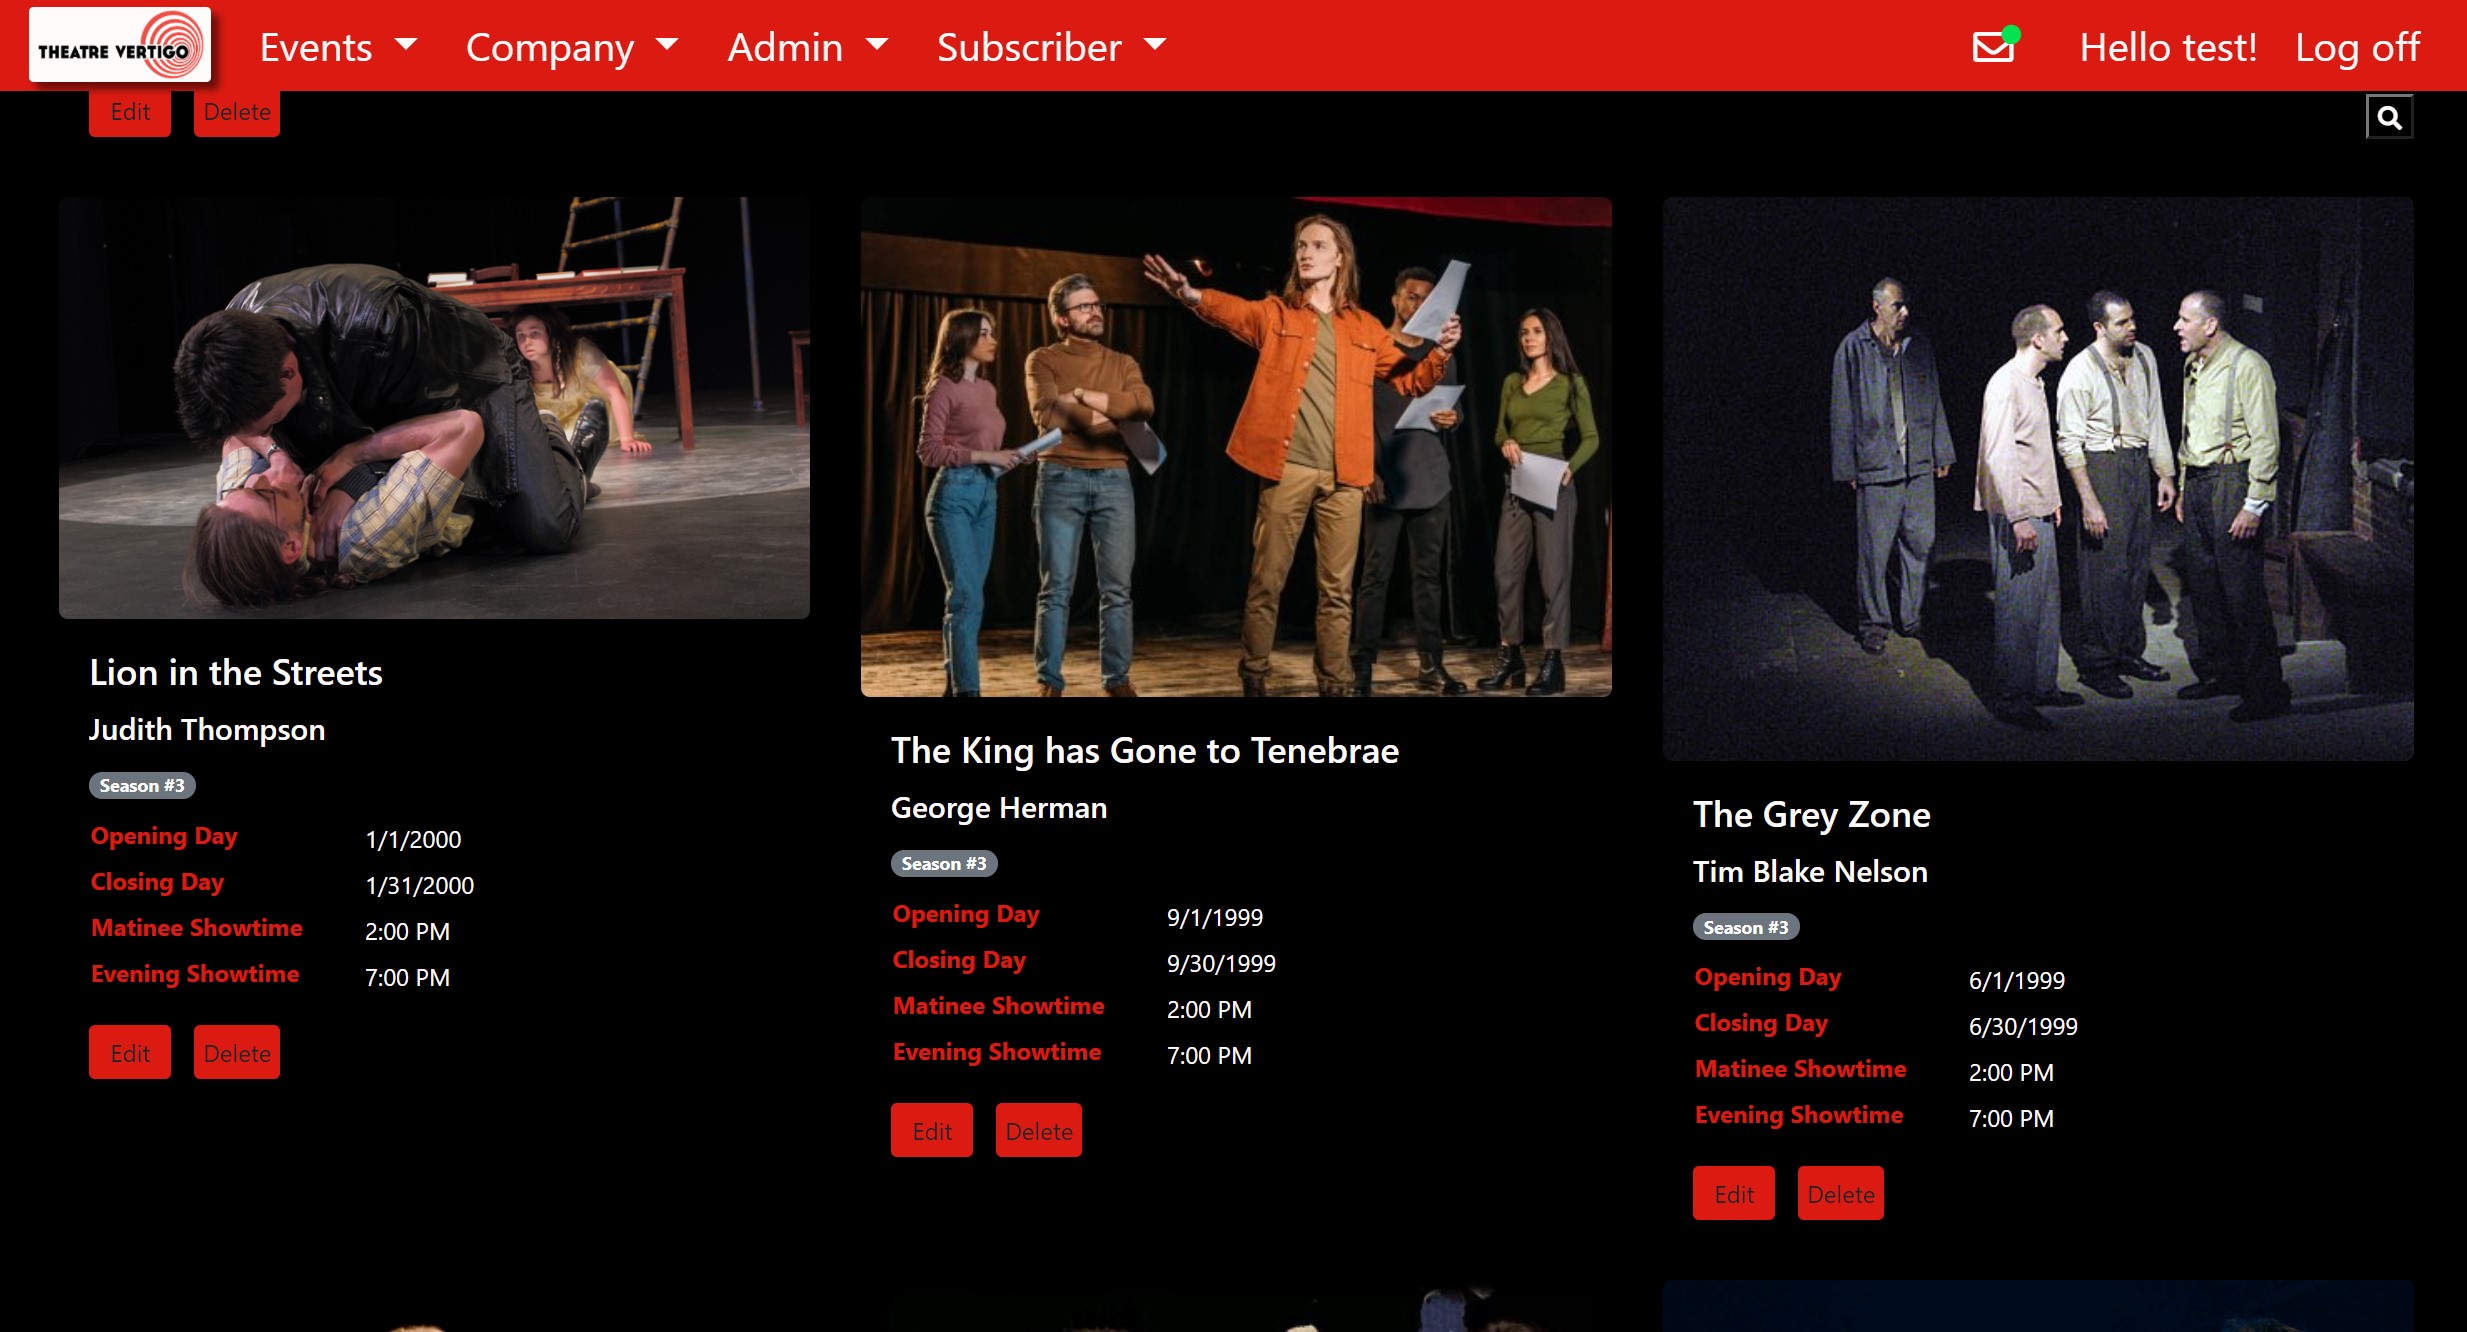 THEATRE VERTIGO
Events Company Admin Subscriber Hello test! Log off
Edit Delete
Lion in the Streets
Judith Thompson
Season #3
Opening Day 1/1/2000
Closing Day 1/31/2000
Matinee Showtime 2:00 PM
Evening Showtime 7:00 PM
Edit Delete
The King has Gone to Tenebrae
George Herman
Season #3
Opening Day 9/1/1999
Closing Day 9/30/1999
Matinee Showtime 2:00 PM
Evening Showtime 7:00 PM
Edit Delete
The Grey Zone
Tim Blake Nelson
Season #3
Opening Day 6/1/1999
Closing Day 6/30/1999
Matinee Showtime 2:00 PM
Evening Showtime 7:00 PM
Edit Delete